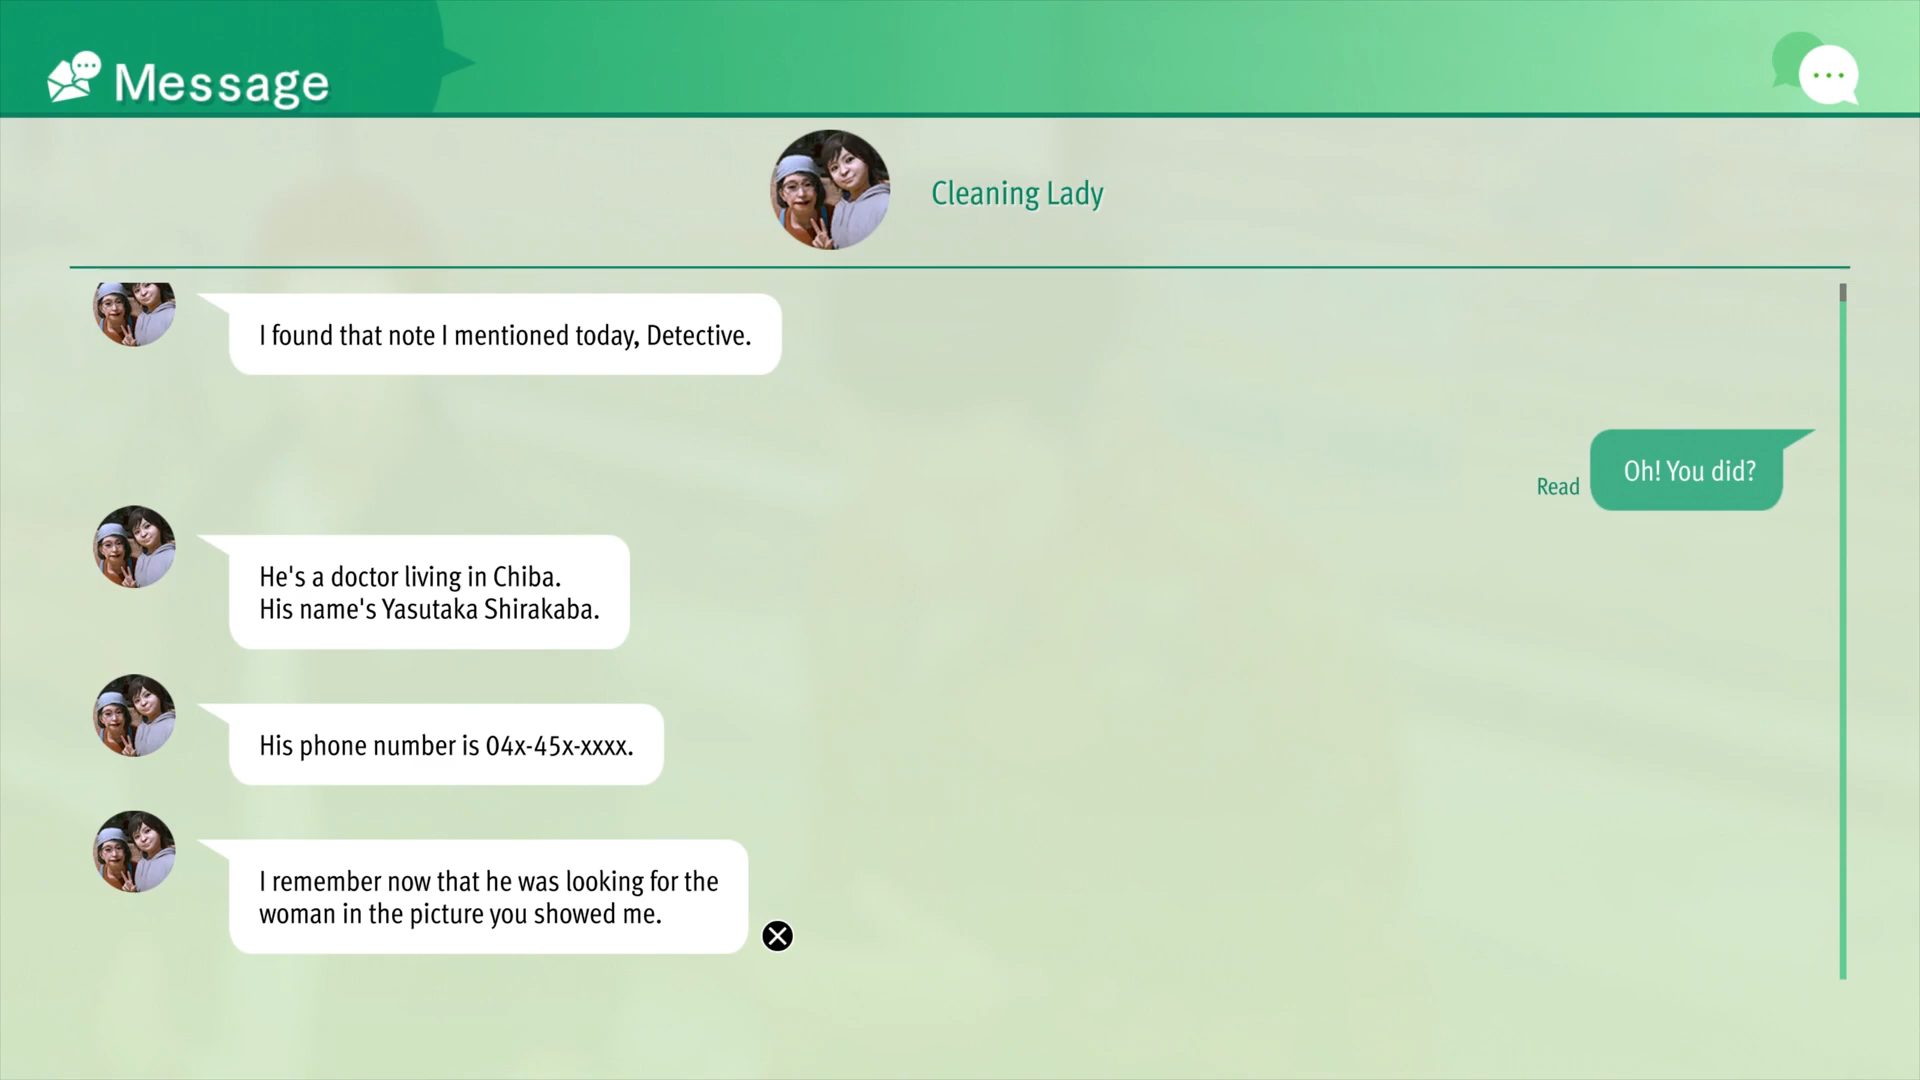 Message
Cleaning Lady
I found that note I mentioned today, Detective.
Oh! You did?
Read
He's a doctor living in Chiba.
His name's Yasutaka Shirakaba.
His phone number is 04x-45x-xxxx.
I remember now that he was looking for the
woman in the picture you showed me.